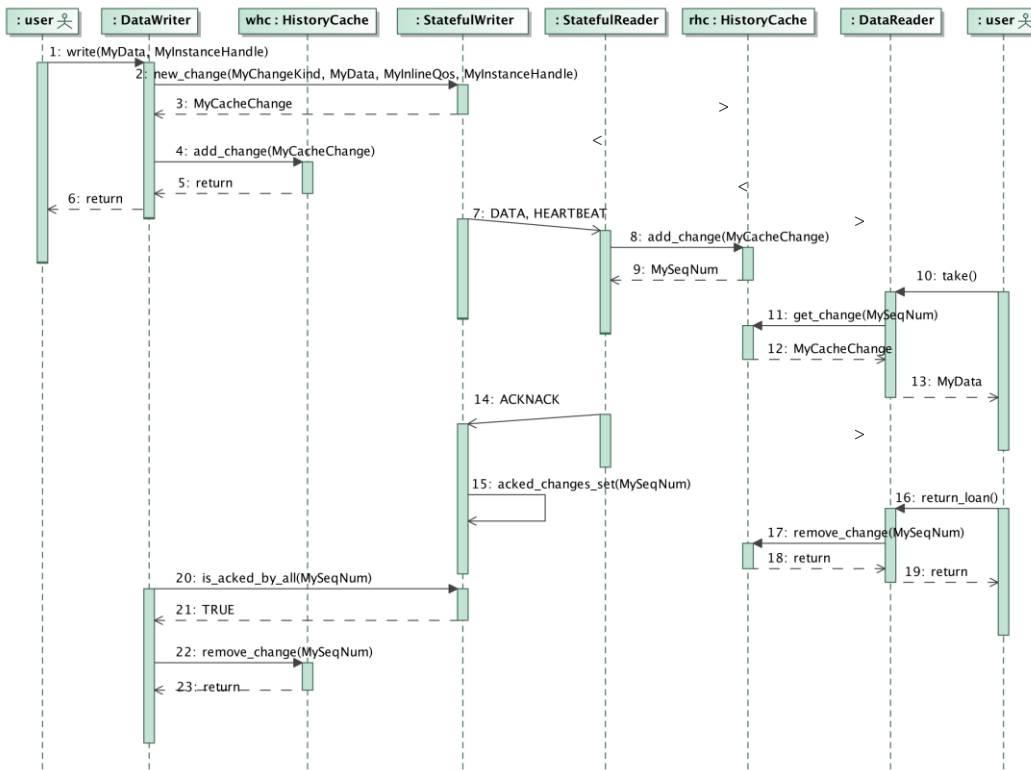 : user
: DataWriter
whc : HistoryCache
: StatefulWriter
: StatefulReader
rhc : HistoryCache
: DataReader
: user
1: write(MyData, MyInstanceHandle)
2: new_change(MyChangeKind, MyData, MyInlineQos, MyInstanceHandle)
3: MyCacheChange
>
<
4: add_change(MyCacheChange)
5: return
<
6: return
7: DATA, HEARTBEAT
>
8: add_change(MyCacheChange)
9: MySeqNum
10: take()
11: get_change(MySeqNum)
12: MyCacheChange
13: MyData
14: ACKNACK
>
15: acked_changes_set(MySeqNum)
16: return_loan()
17: remove_change(MySeqNum)
18: return
19: return
20: is_acked_by_all(MySeqNum)
21: TRUE
22: remove_change(MySeqNum)
23: return